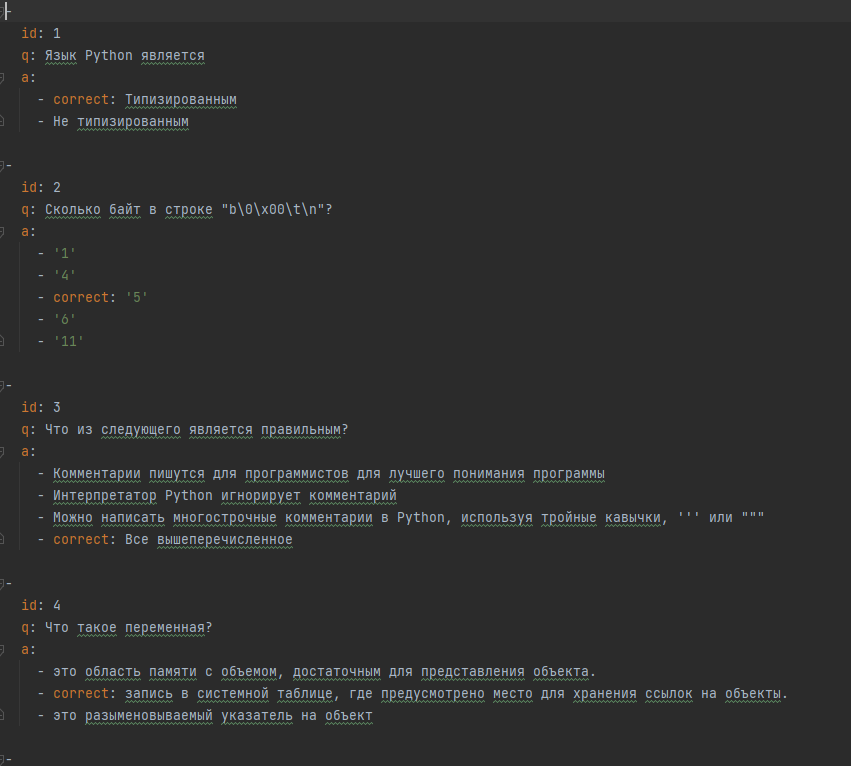 -
id: 1
q: Язык Python является
a:
- correct: Типизированным
- Не типизированным
-
id: 2
q: Сколько байт в строке "b\0\x00\t\n"?
a:
- '1'
- '4'
- correct: '5'
- '6'
- '11'
-
id: 3
q: Что из следующего является правильным?
a:
- Комментарии пишутся для программистов для лучшего понимания программы
- Интерпретатор Python игнорирует комментарий
- Можно написать многострочные комментарии в Python, используя тройные кавычки, ''' или """
- correct: Все вышеперечисленное
-
id: 4
q: Что такое переменная?
a:
- это область памяти с объемом, достаточным для представления объекта.
- correct: запись в системной таблице, где предусмотрено место для хранения ссылок на объекты.
- это разыменовываемый указатель на объект
-